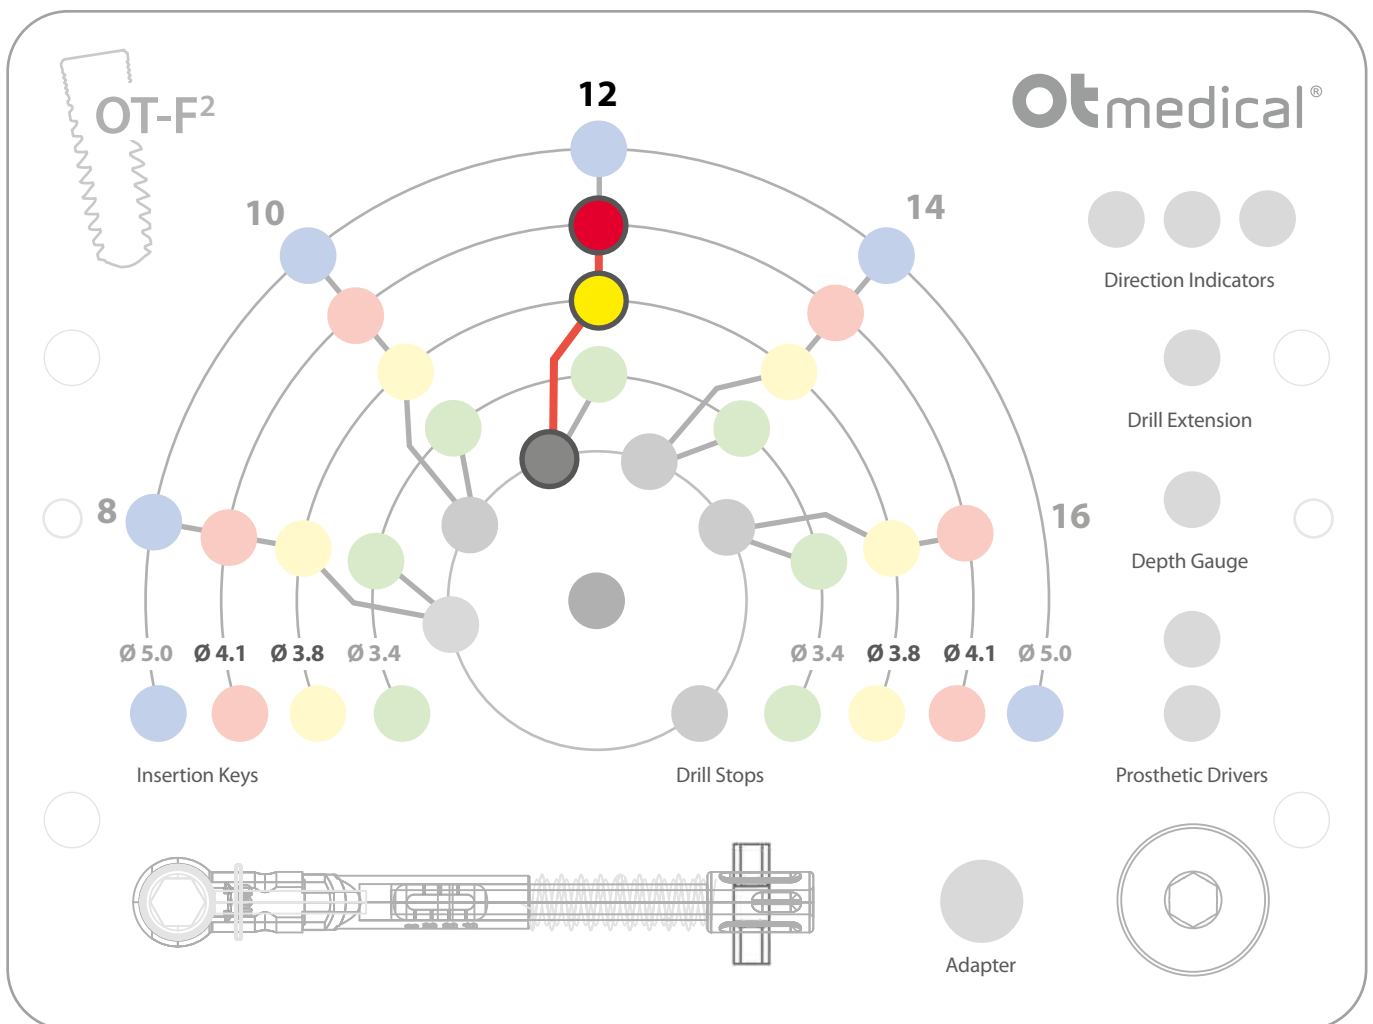 12
OT-F²
otmedical®
10
14
Direction Indicators
Drill Extension
8
16
Depth Gauge
Ø 5.0 Ø 4.1 Ø 3.8 Ø 3.4 Ø 3.4 Ø 3.8 Ø 4.1 Ø 5.0
Insertion Keys Drill Stops Prosthetic Drivers
Adapter